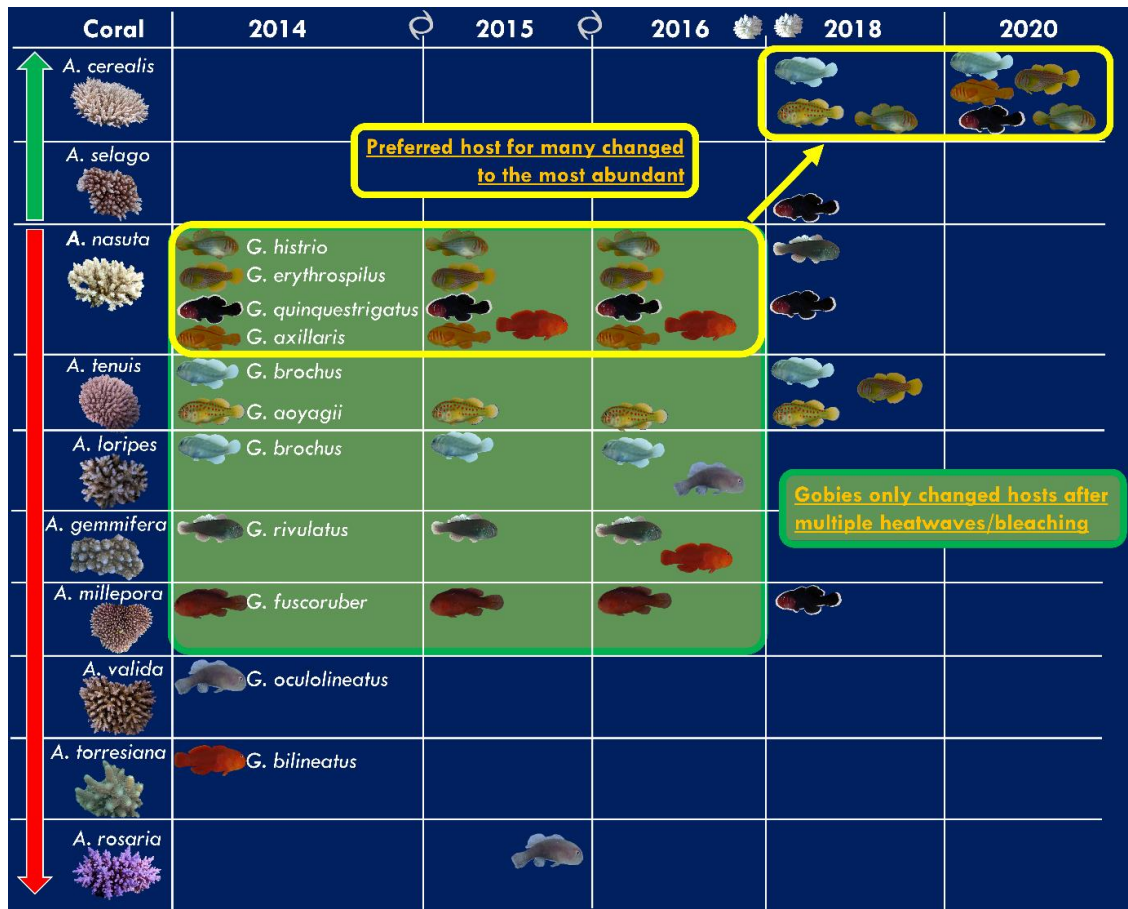 Coral 2014 2015 2016 2018 2020
A. cerealis
A. selago
Preferred host for many changed
to the most abundant
A. nasuta
G. histrio
G. erythrospilus
G. quinquestrigatus
G. axillaris
A. tenuis
G. brochus
G. aoyagii
A. loripes
G. brochus
Gobies only changed hosts after
multiple heatwaves/bleaching
A. gemmifera
G. rivulatus
A. millepora
G. fuscoruber
A. valida
G. oculolineatus
A. torresiana
G. bilineatus
A. rosaria